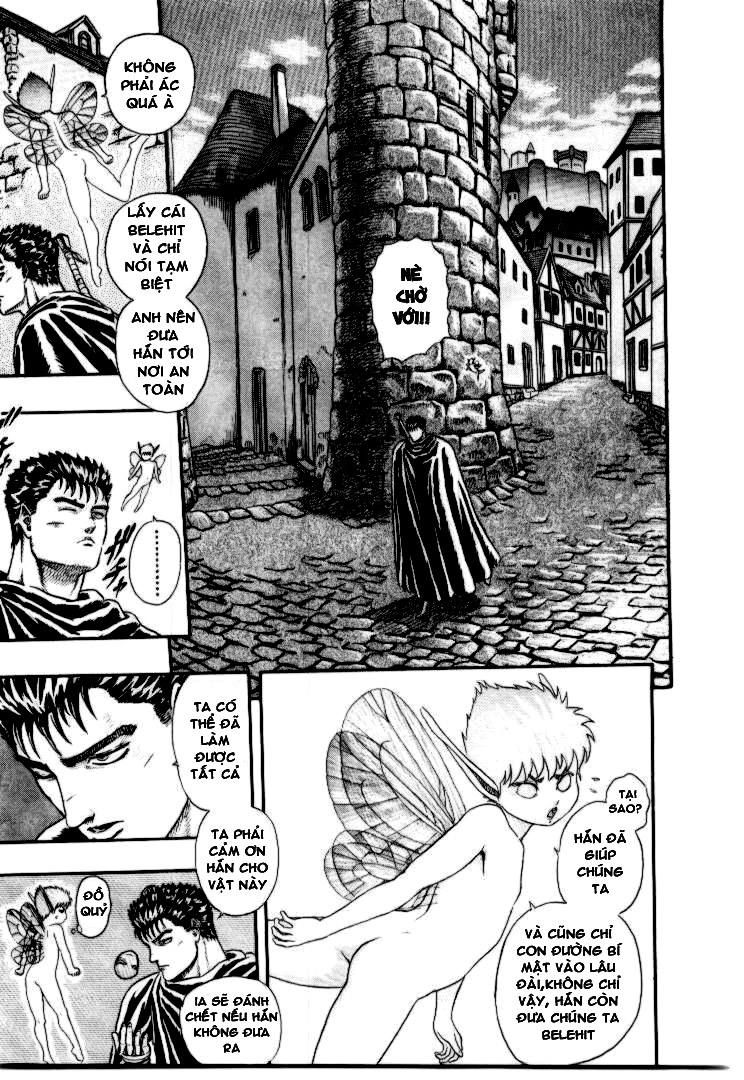 NÈ
CHỜ
VỚI!!!
KHÔNG
PHẢI ÁC
QUÁ À
LẤY CÁI
BELEHIT
VÀ CHỈ
NÓI TẠM
BIỆT
ANH NÊN
ĐƯA
HẮN TỚI
NƠI AN
TOÀN
.........
TẠI
SAO?
HẮN ĐÃ
GIÚP
CHÚNG
TA
VÀ CŨNG CHỈ
CON ĐƯỜNG BÍ
MẬT VÀO LÂU
ĐÀI,KHÔNG CHỈ
VẬY, HẮN CÒN
ĐƯA CHÚNG TA
BELEHIT
TA CÓ
THỂ ĐÃ
LÀM
ĐƯỢC
TẤT CẢ
TA PHẢI
CẢM ƠN
HẮN CHO
VẬT NÀY
ĐỒ
QUỶ
TA SẼ ĐÁNH
CHẾT NẾU HẮN
KHÔNG ĐƯA
RA